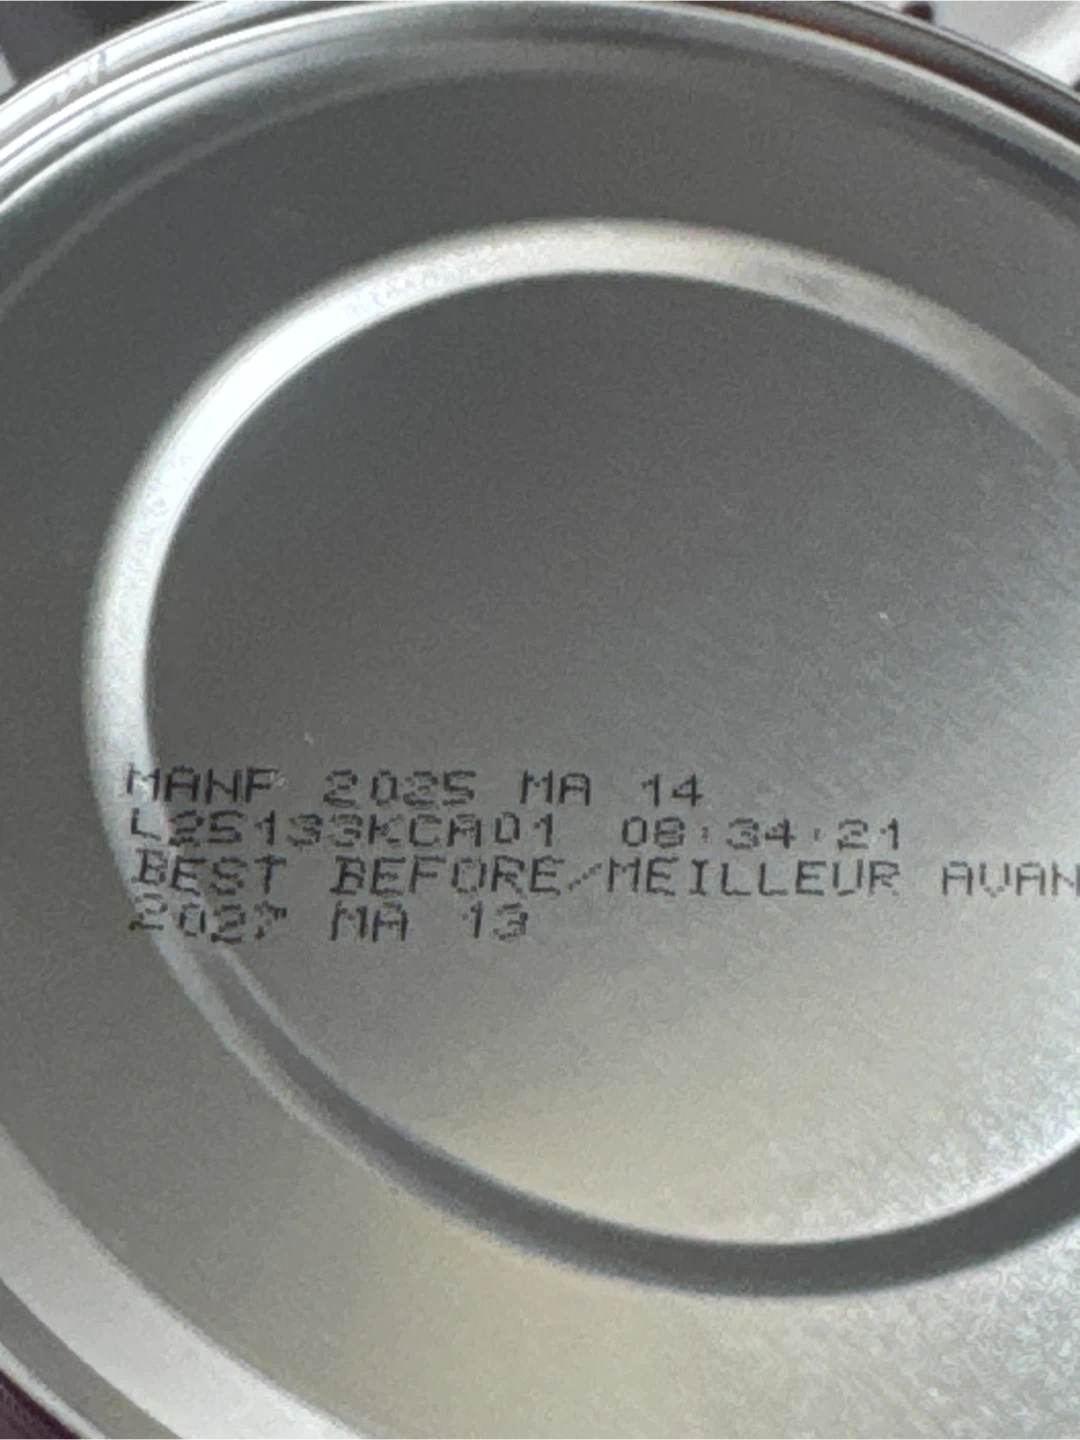 MANF 2025 MA 14
L25133KCA01 08:34:21
BEST BEFORE/MEILLEUR AVAN
2027 MA 13